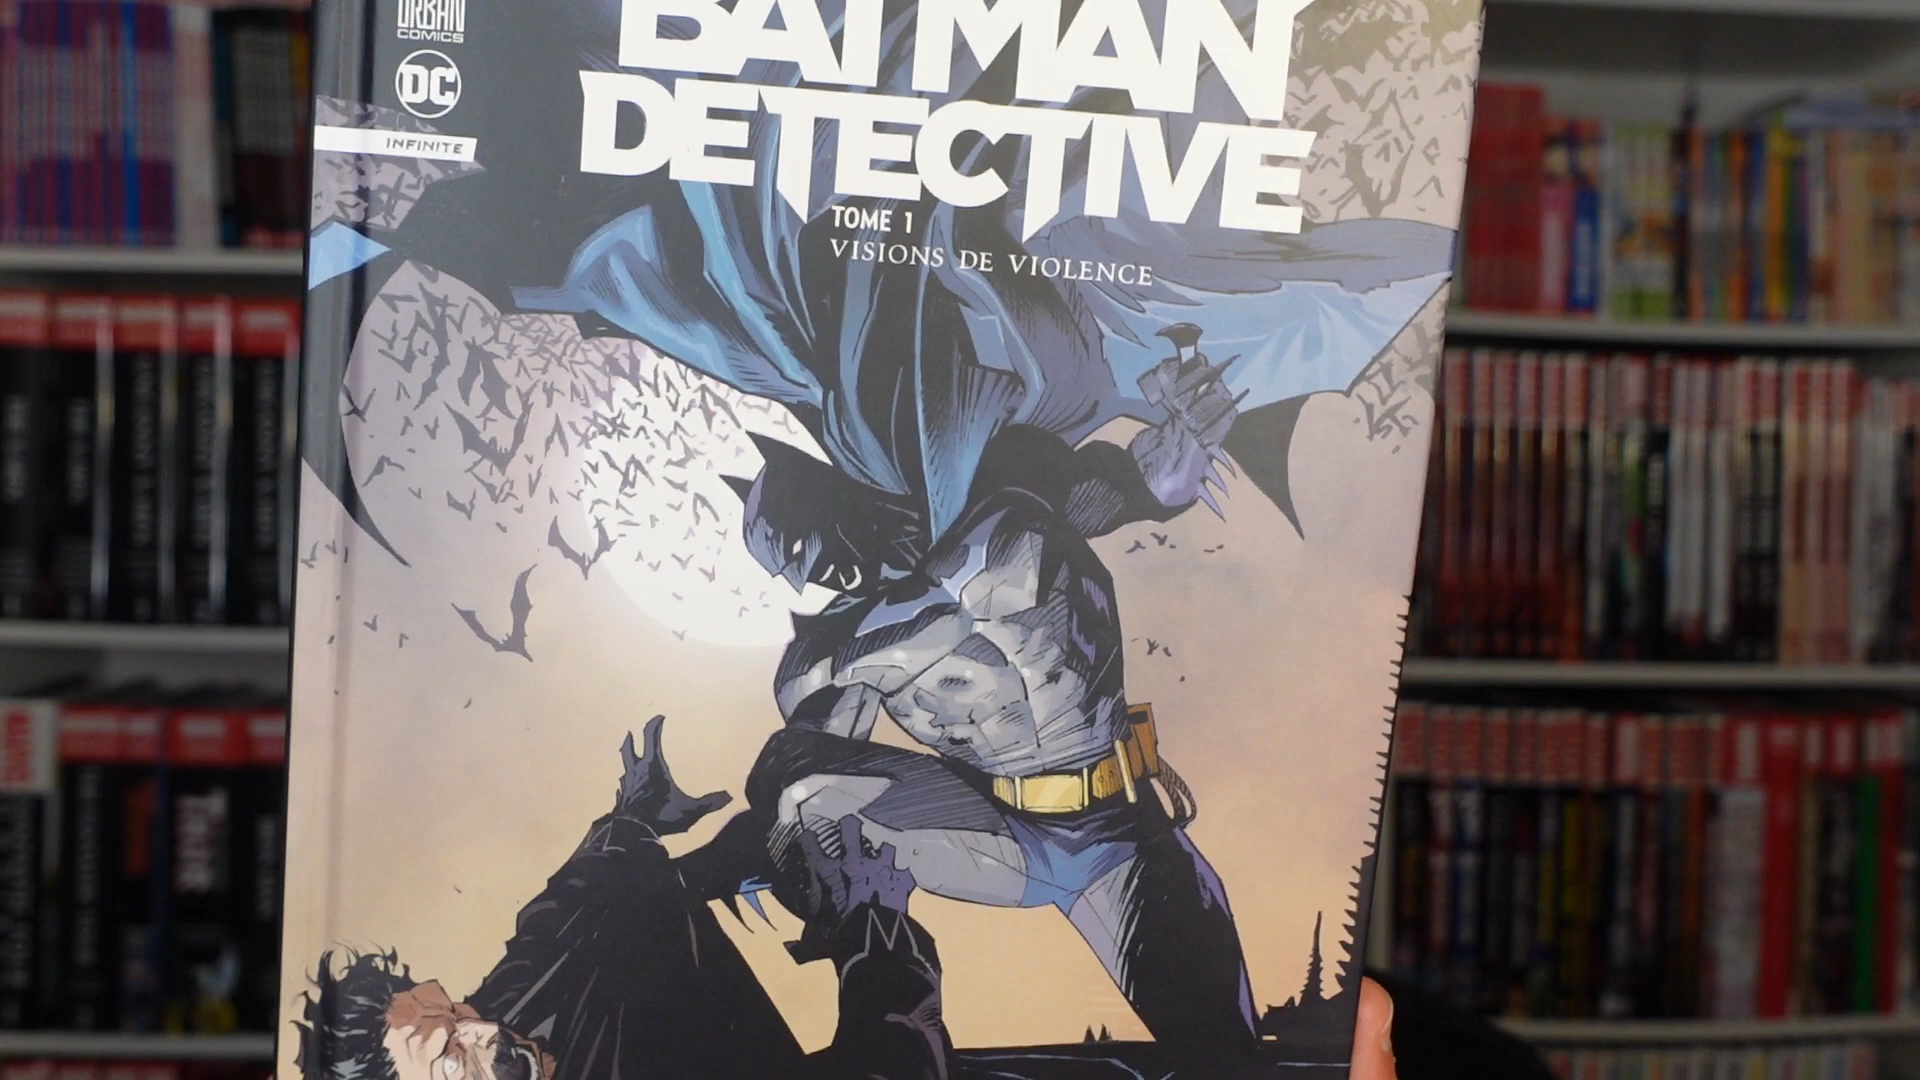 URBAN
COMICS
DC
INFINITE
BATMAN
DETECTIVE
TOME 1
VISIONS DE VIOLENCE